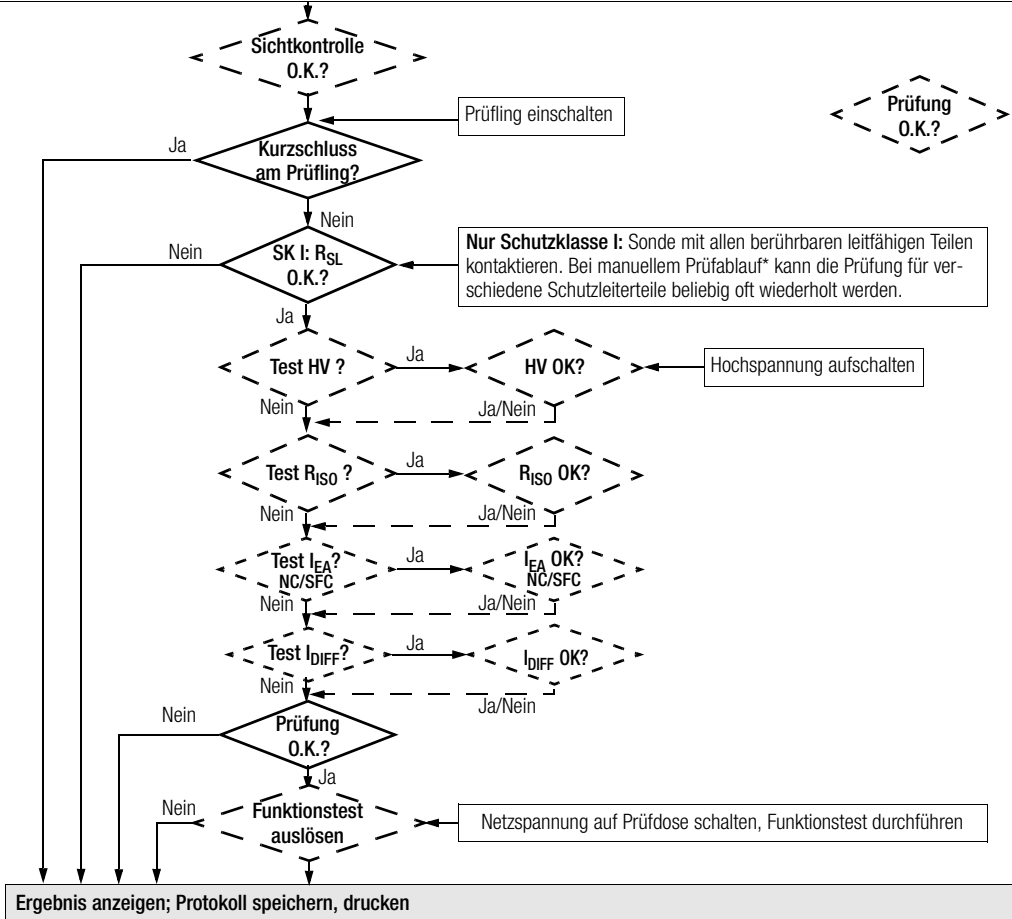 Sichtkontrolle
O.K.?
Prüfling einschalten
Prüfung
O.K.?
Ja
Kurzschluss
am Prüfling?
Nein
Nein
SK I: RSL
O.K.?
Nur Schutzklasse I: Sonde mit allen berührbaren leitfähigen Teilen
kontaktieren. Bei manuellem Prüfablauf* kann die Prüfung für ver-
schiedene Schutzleiterteile beliebig oft wiederholt werden.
Ja
Test HV ?
Ja
HV OK?
Hochspannung aufschalten
Nein
Ja/Nein
Test RISO ?
Ja
RISO OK?
Nein
Ja/Nein
Test IEA?
NC/SFC
Ja
IEA OK?
NC/SFC
Nein
Ja/Nein
Test IDIFF?
Ja
IDIFF OK?
Nein
Ja/Nein
Nein
Prüfung
O.K.?
Ja
Nein
Funktionstest
auslösen
Netzspannung auf Prüfdose schalten, Funktionstest durchführen
Ergebnis anzeigen; Protokoll speichern, drucken